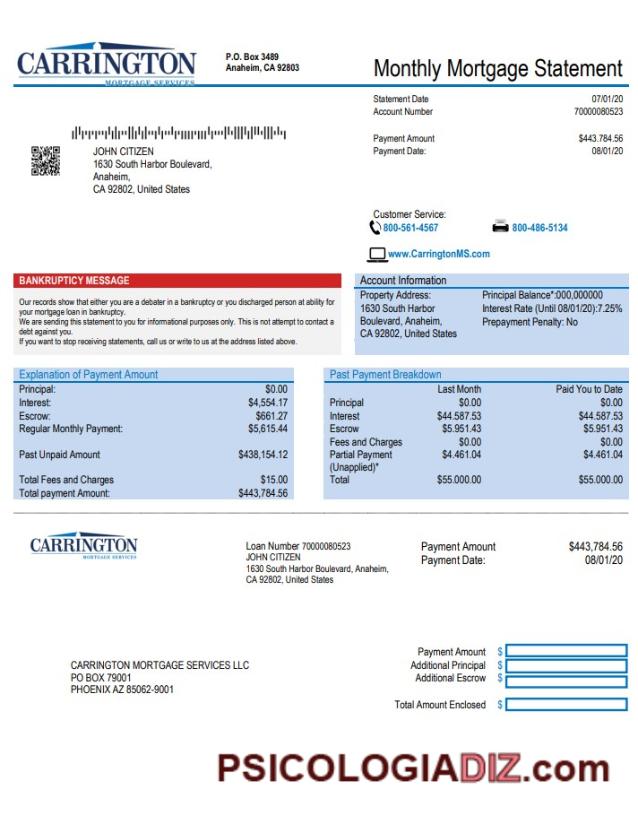 CARRINGTON
MORTGAGE SERVICES
P.O. Box 3489
Anaheim, CA 92803
Monthly Mortgage Statement
Statement Date 07/01/20
Account Number 70000080523
Payment Amount $443.784.56
Payment Date: 08/01/20
JOHN CITIZEN
1630 South Harbor Boulevard,
Anaheim,
CA 92802, United States
Customer Service:
800-561-4567 800-486-5134
www.CarringtonMS.com
BANKRUPTICY MESSAGE
Our records show that either you are a debater in a bankruptcy or you discharged person at ability for
your mortgage loan in bankruptcy.
We are sending this statement to you for informational purposes only. This is not attempt to contact a
debt against you.
If you want to stop receiving statements, call us or write to us at the address listed above.
Account Information
Property Address:
1630 South Harbor
Boulevard, Anaheim,
CA 92802, United States
Principal Balance*:000,000000
Interest Rate (Until 08/01/20):7.25%
Prepayment Penalty: No
Explanation of Payment Amount
Principal: $0.00
Interest: $4,554.17
Escrow: $661.27
Regular Monthly Payment: $5,615.44
Past Unpaid Amount $438,154.12
Total Fees and Charges $15.00
Total payment Amount: $443,784.56
Past Payment Breakdown
Last Month Paid You to Date
Principal $0.00 $0.00
Interest $44.587.53 $44.587.53
Escrow $5.951.43 $5.951.43
Fees and Charges $0.00 $0.00
Partial Payment $4.461.04 $4.461.04
(Unapplied)*
Total $55.000.00 $55.000.00
CARRINGTON
MORTGAGE SERVICES
Loan Number 70000080523
JOHN CITIZEN
1630 South Harbor Boulevard, Anaheim,
CA 92802, United States
Payment Amount $443,784.56
Payment Date: 08/01/20
CARRINGTON MORTGAGE SERVICES LLC
PO BOX 79001
PHOENIX AZ 85062-9001
Payment Amount $
Additional Principal $
Additional Escrow $
Total Amount Enclosed $
PSICOLOGIADIZ.com